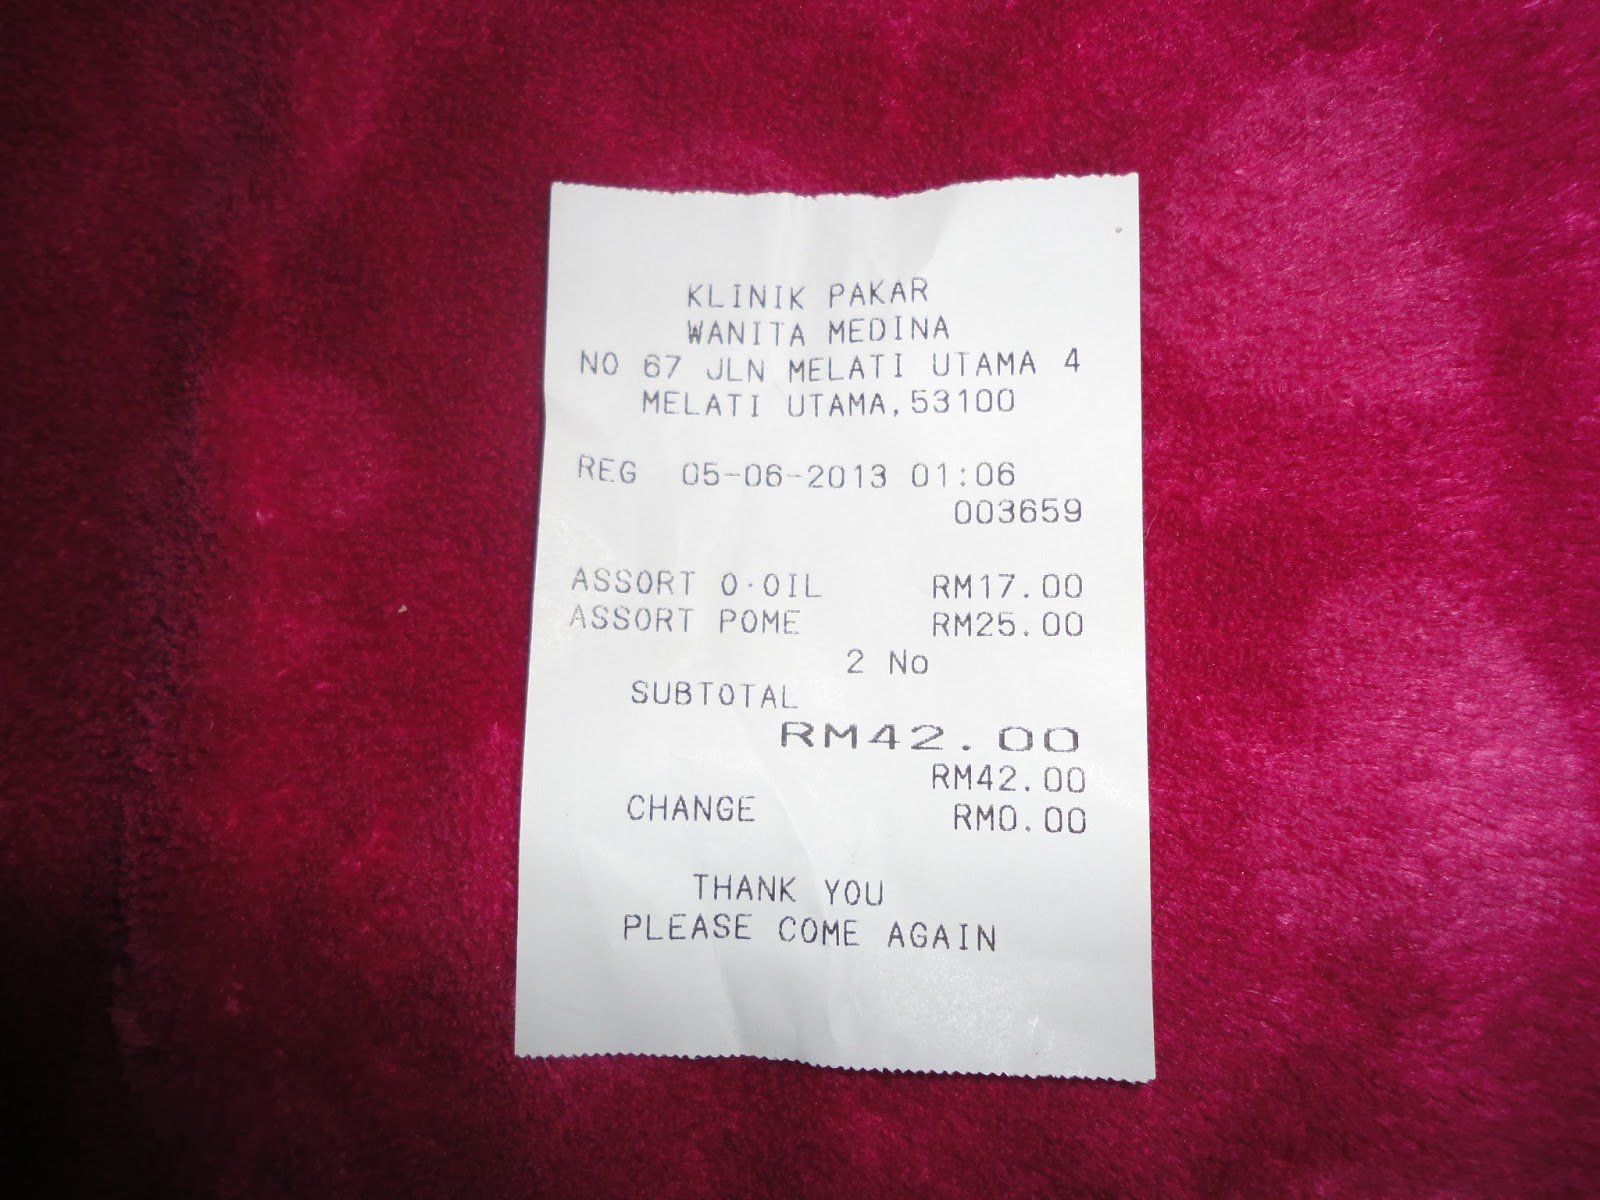 KLINIK PAKAR
WANITA MEDINA
NO 67 JLN MELATI UTAMA 4
MELATI UTAMA,53100
REG 05-06-2013 01:06
003659
ASSORT O·OIL RM17.00
ASSORT POME RM25.00
2 No
SUBTOTAL
RM42.00
RM42.00
CHANGE RM0.00
THANK YOU
PLEASE COME AGAIN